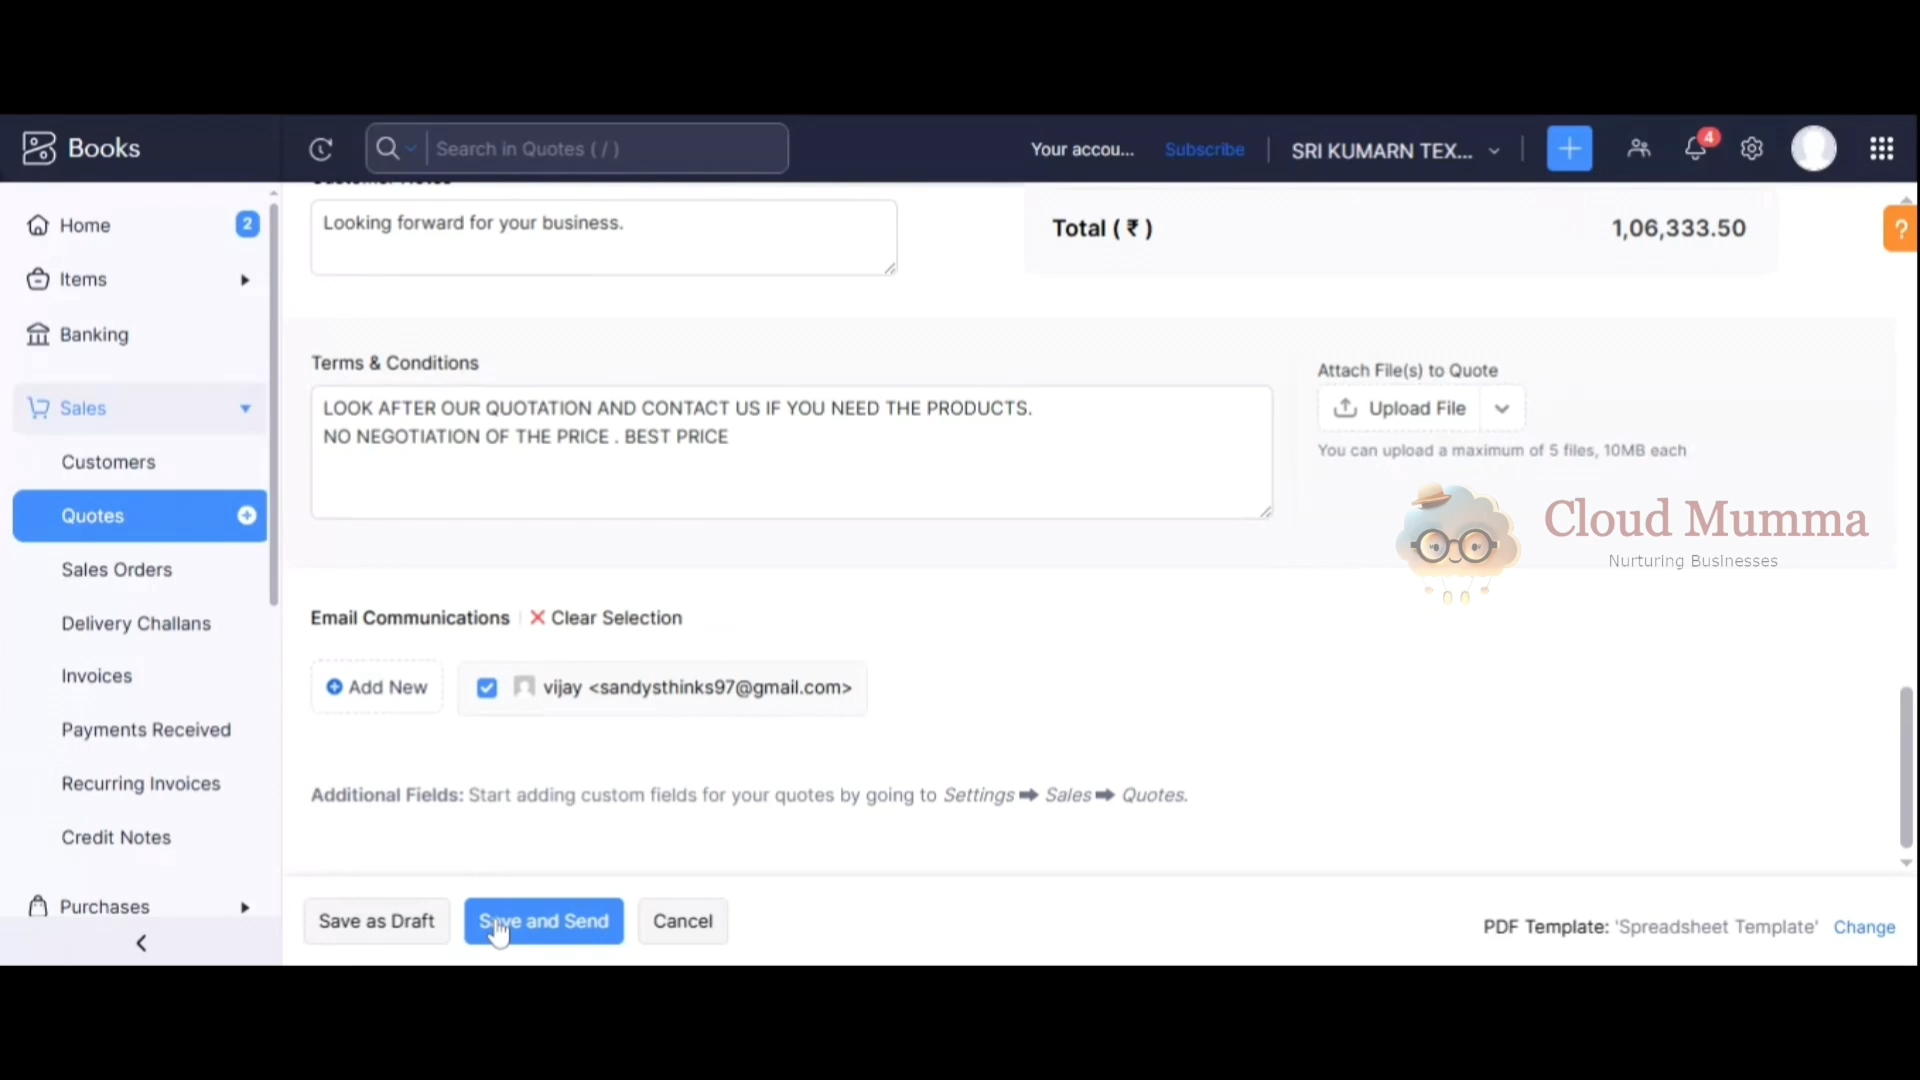 Books
Search in Quotes ( / )
Your accou...
Subscribe
SRI KUMARN TEX...
4
Home
2
Items
Banking
Sales
Customers
Quotes
Sales Orders
Delivery Challans
Invoices
Payments Received
Recurring Invoices
Credit Notes
Purchases
Looking forward for your business.
Total ( ₹ )
1,06,333.50
?
Terms & Conditions
LOOK AFTER OUR QUOTATION AND CONTACT US IF YOU NEED THE PRODUCTS.
NO NEGOTIATION OF THE PRICE . BEST PRICE
Attach File(s) to Quote
Upload File
You can upload a maximum of 5 files, 10MB each
Cloud Mumma
Nurturing Businesses
Email Communications
Clear Selection
Add New
vijay <sandysthinks97@gmail.com>
Additional Fields: Start adding custom fields for your quotes by going to Settings ➡ Sales ➡ Quotes.
Save as Draft
Save and Send
Cancel
PDF Template: 'Spreadsheet Template' Change